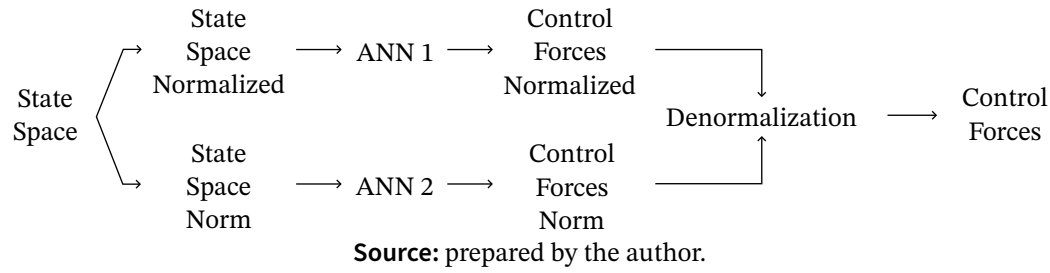 State
Space
State
Space
Normalized
ANN 1
Control
Forces
Normalized
State
Space
Norm
ANN 2
Control
Forces
Norm
Denormalization
Control
Forces
Source: prepared by the author.